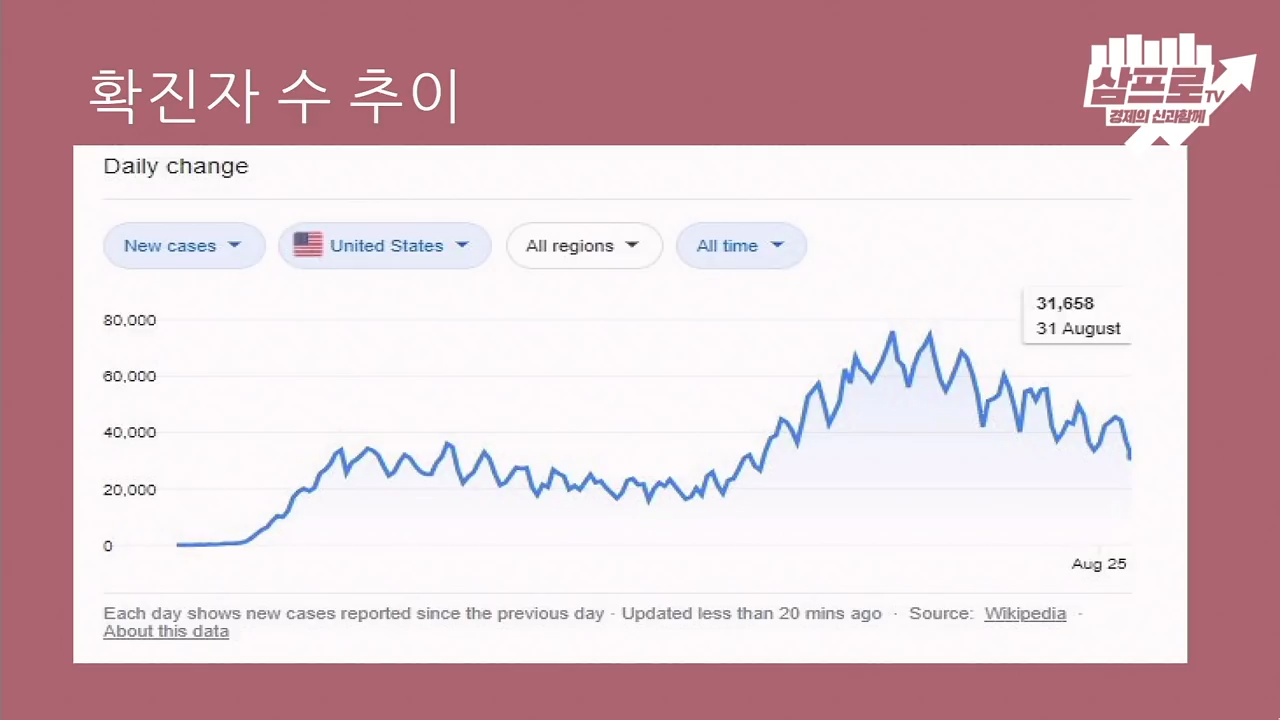 확진자 수 추이
삼프로TV
경제의 신과함께
Daily change
New cases
United States
All regions
All time
31,658
31 August
80,000
60,000
40,000
20,000
0
Aug 25
Each day shows new cases reported since the previous day · Updated less than 20 mins ago · Source: Wikipedia ·
About this data